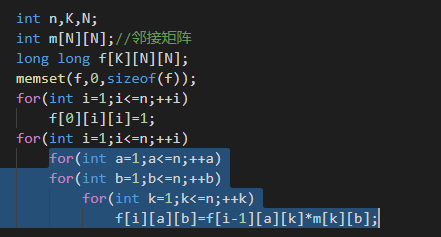 int n,K,N;
int m[N][N];//邻接矩阵
long long f[K][N][N];
memset(f,0,sizeof(f));
for(int i=1;i<=n;++i)
    f[0][i][i]=1;
for(int i=1;i<=n;++i)
    for(int a=1;a<=n;++a)
    for(int b=1;b<=n;++b)
        for(int k=1;k<=n;++k)
            f[i][a][b]=f[i-1][a][k]*m[k][b];